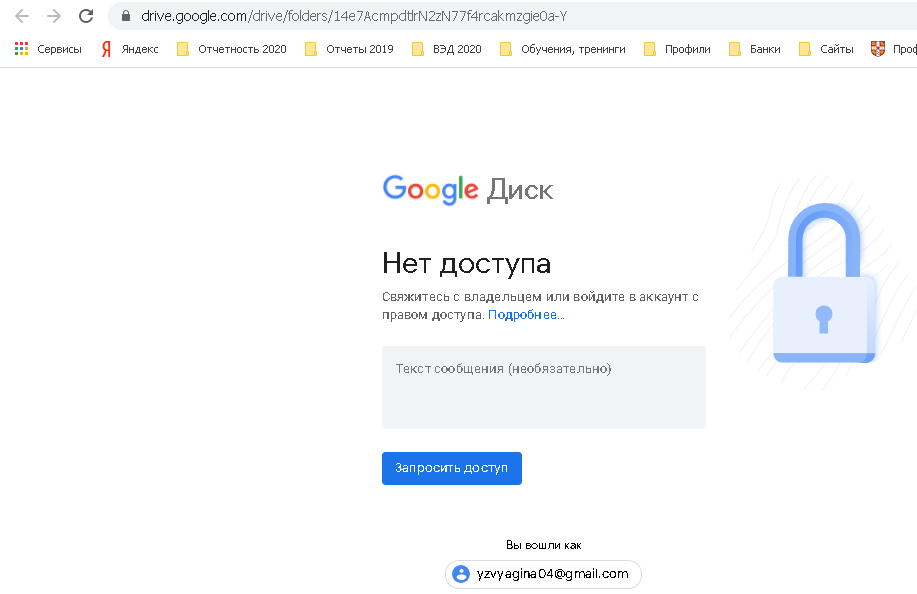 drive.google.com/drive/folders/14e7AcmpdtlrN2zN77f4rcakmzgie0a-Y
Сервисы Яндекс Отчетность 2020 Отчеты 2019 ВЭД 2020 Обучения, тренинги Профили Банки Сайты Проф
Google Диск
Нет доступа
Свяжитесь с владельцем или войдите в аккаунт с
правом доступа. Подробнее...
Текст сообщения (необязательно)
Запросить доступ
Вы вошли как
yzvyagina04@gmail.com